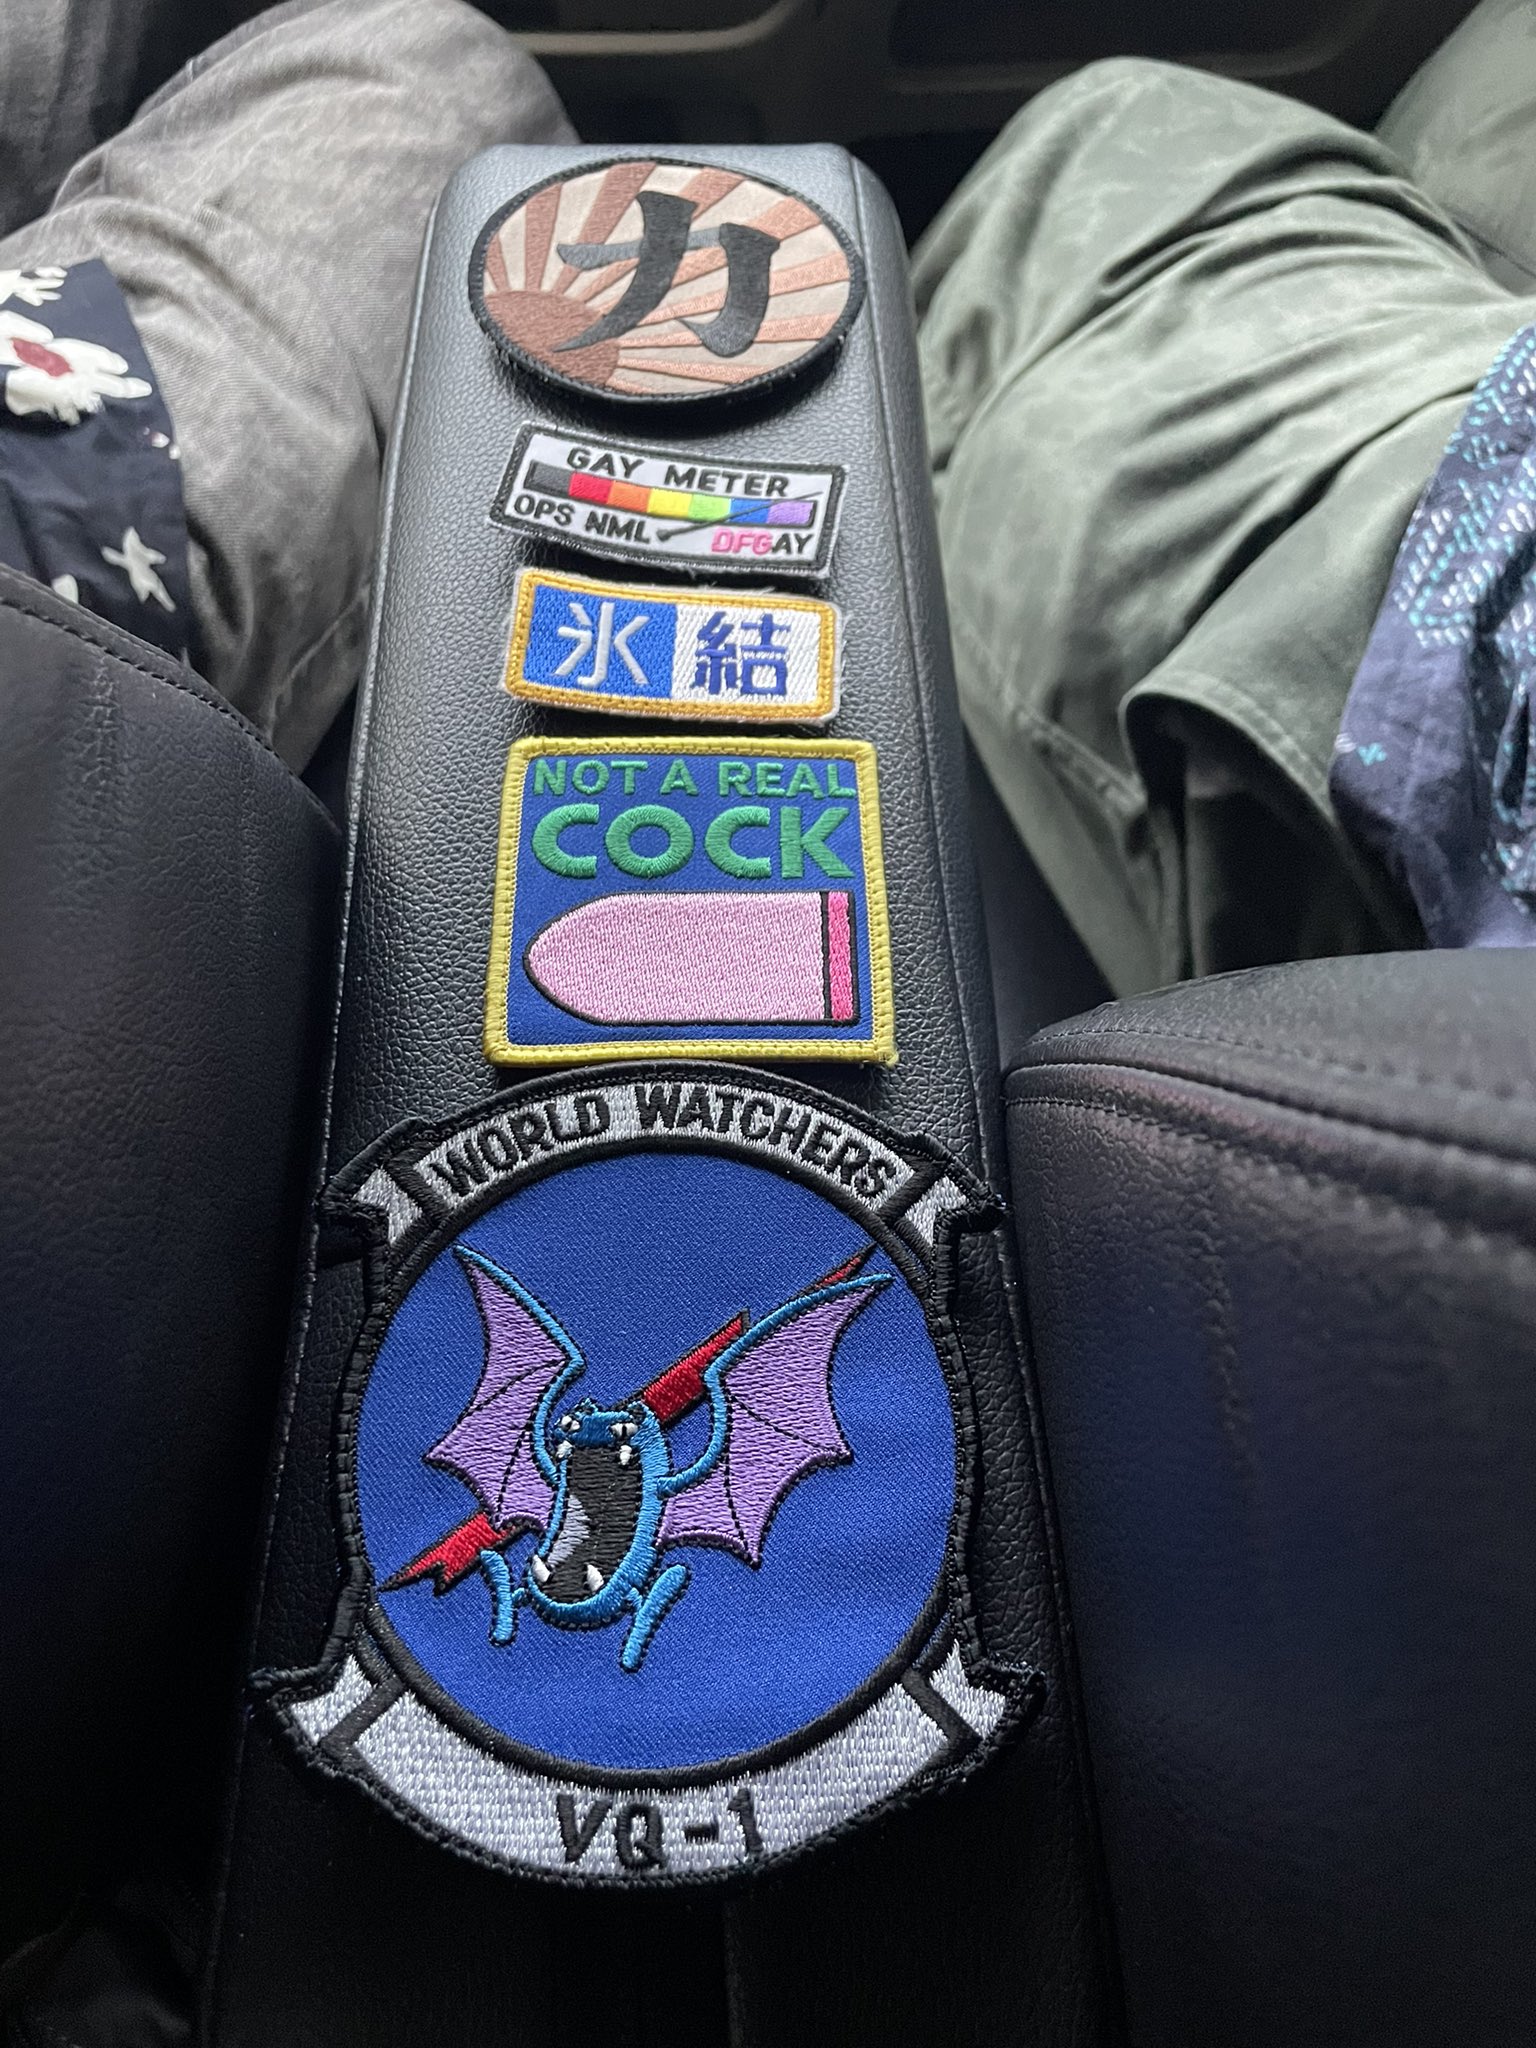 力
GAY METER
OPS NML DFGAY
氷結
NOT A REAL
COCK
WORLD WATCHERS
VQ-1